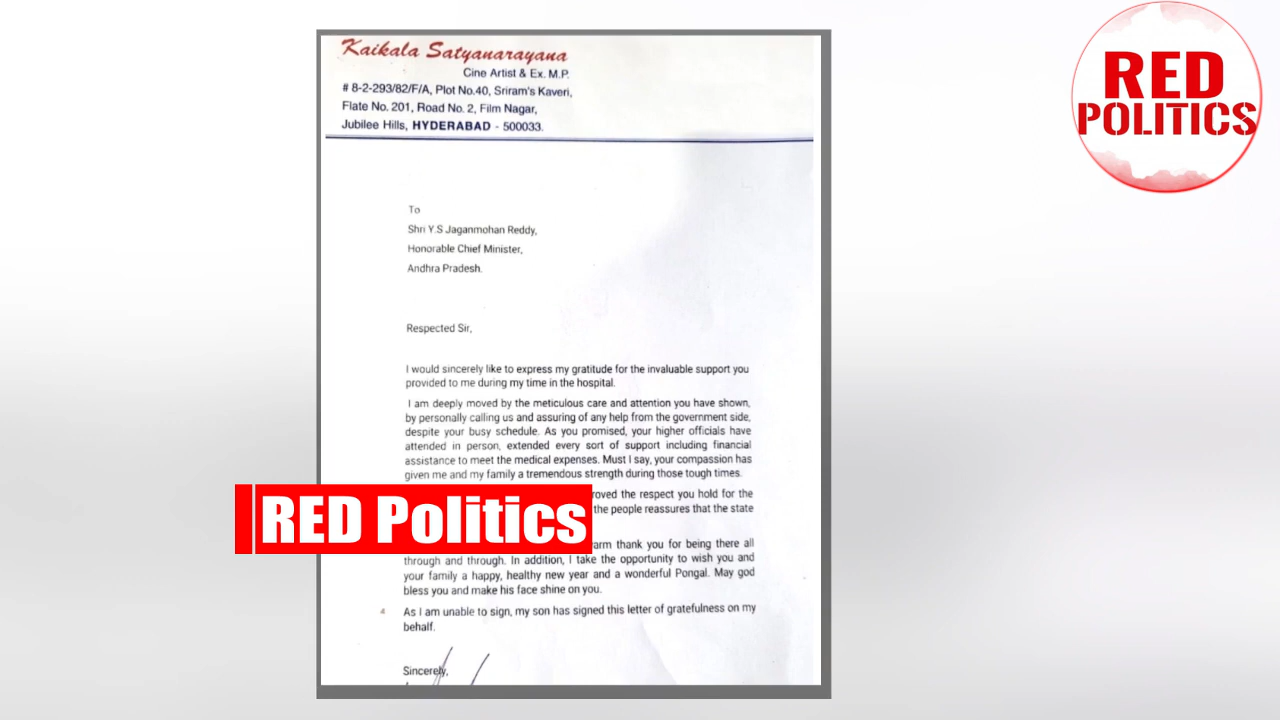 Kaikala Satyanarayana
Cine Artist & Ex. M.P.
# 8-2-293/82/F/A, Plot No.40, Sriram's Kaveri,
Flate No. 201, Road No. 2, Film Nagar,
Jubilee Hills, HYDERABAD - 500033.
RED
POLITICS
To
Shri Y.S Jaganmohan Reddy,
Honorable Chief Minister,
Andhra Pradesh.
Respected Sir,
I would sincerely like to express my gratitude for the invaluable support you
provided to me during my time in the hospital.
I am deeply moved by the meticulous care and attention you have shown,
by personally calling us and assuring of any help from the government side,
despite your busy schedule. As you promised, your higher officials have
attended in person, extended every sort of support including financial
assistance to meet the medical expenses. Must I say, your compassion has
given me and my family a tremendous strength during those tough times.
the respect you hold for the
the people reassures that the state
RED Politics
thank you for being there all
through and through. In addition, I take the opportunity to wish you and
your family a happy, healthy new year and a wonderful Pongal. May god
bless you and make his face shine on you.
As I am unable to sign, my son has signed this letter of gratefulness on my
behalf.
Sincerely,